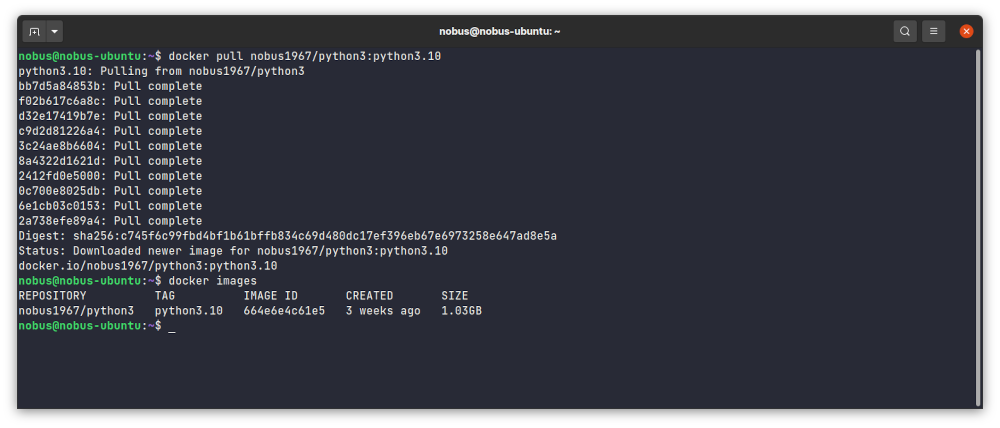 nobus@nobus-ubuntu: ~
nobus@nobus-ubuntu:~$ docker pull nobus1967/python3:python3.10
python3.10: Pulling from nobus1967/python3
bb7d5a84853b: Pull complete
f02b617c6a8c: Pull complete
d32e17419b7e: Pull complete
c9d2d81226a4: Pull complete
3c24ae8b6604: Pull complete
8a4322d1621d: Pull complete
2412fd0e5000: Pull complete
0c700e8025db: Pull complete
6e1cb03c0153: Pull complete
2a738efe89a4: Pull complete
Digest: sha256:c745f6c99fbd4bf1b61bffb834c69d480dc17ef396eb67e6973258e647ad8e5a
Status: Downloaded newer image for nobus1967/python3:python3.10
docker.io/nobus1967/python3:python3.10
nobus@nobus-ubuntu:~$ docker images
REPOSITORY          TAG          IMAGE ID       CREATED       SIZE
nobus1967/python3   python3.10   664e6e4c61e5   3 weeks ago   1.03GB
nobus@nobus-ubuntu:~$ _